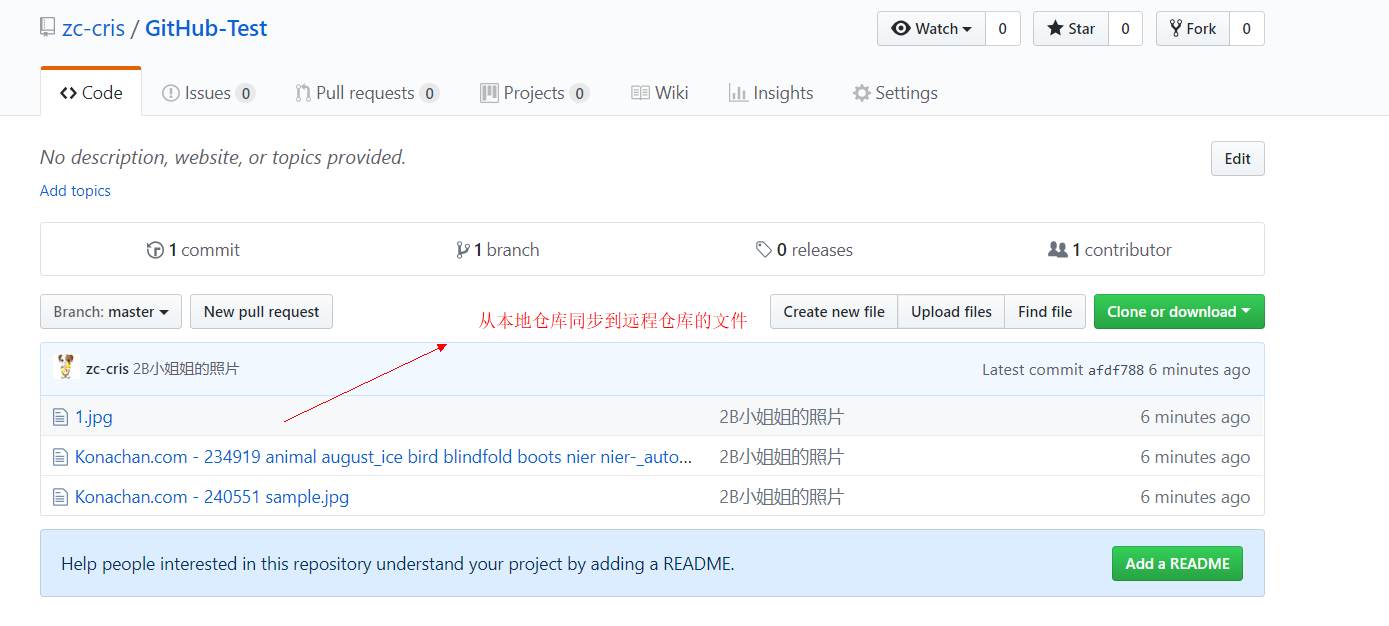 zc-cris / GitHub-Test
Watch 0 Star 0 Fork 0
Code Issues 0 Pull requests 0 Projects 0 Wiki Insights Settings
No description, website, or topics provided.
Edit
Add topics
1 commit 1 branch 0 releases 1 contributor
Branch: master New pull request 从本地仓库同步到远程仓库的文件 Create new file Upload files Find file Clone or download
zc-cris 2B小姐姐的照片 Latest commit afdf788 6 minutes ago
1.jpg 2B小姐姐的照片 6 minutes ago
Konachan.com - 234919 animal august_ice bird blindfold boots nier nier-_auto... 2B小姐姐的照片 6 minutes ago
Konachan.com - 240551 sample.jpg 2B小姐姐的照片 6 minutes ago
Help people interested in this repository understand your project by adding a README. Add a README